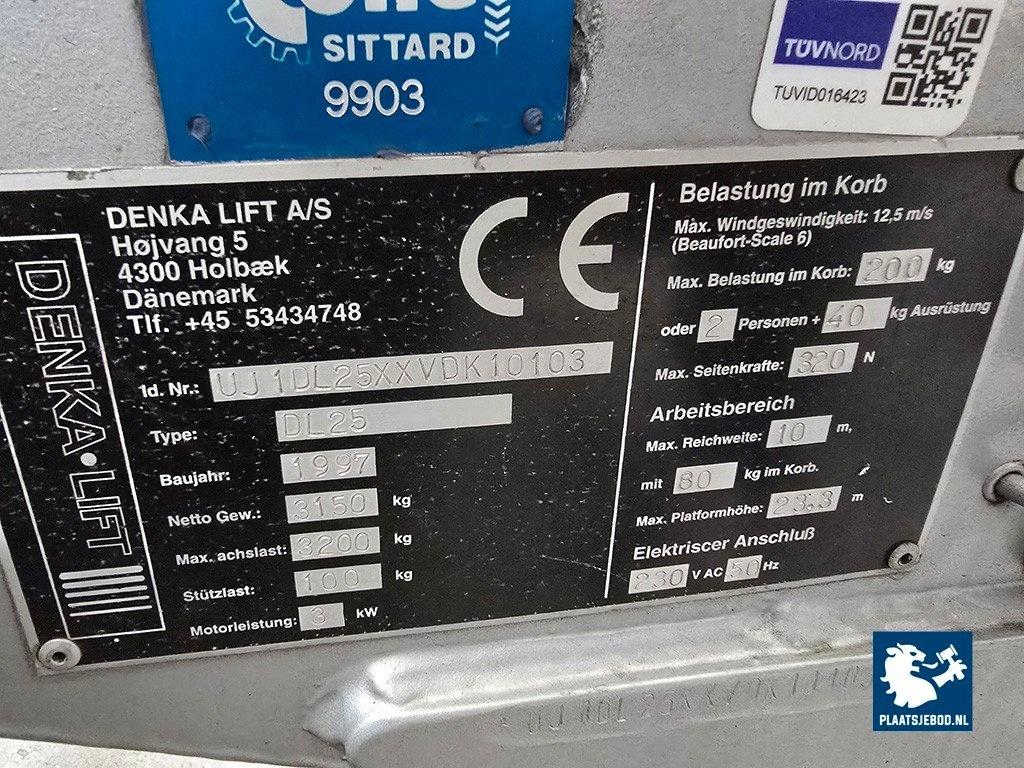 SITTARD
9903
TÜVNORD
TUVID016423
DENKA LIFT
DENKA LIFT A/S
Højvang 5
4300 Holbæk
Dänemark
Tlf. +45 53434748
CE
Id. Nr.: UJ1DL25XXVDK10103
Type: DL25
Baujahr: 1997
Netto Gew.: 3150 kg
Max. achslast: 3200 kg
Stützlast: 100 kg
Motorleistung: 3 kW
Belastung im Korb
Max. Windgeswindigkeit: 12,5 m/s
(Beaufort-Scale 6)
Max. Belastung im Korb: 200 kg
oder 2 Personen + 40 kg Ausrüstung
Max. Seitenkrafte: 320 N
Arbeitsbereich
Max. Reichweite: 10 m,
mit 80 kg im Korb.
Max. Platformhöhe: 23.3 m
Elektriscer Anschluß
230 V AC 50 Hz
PLAATSJEBOD.NL